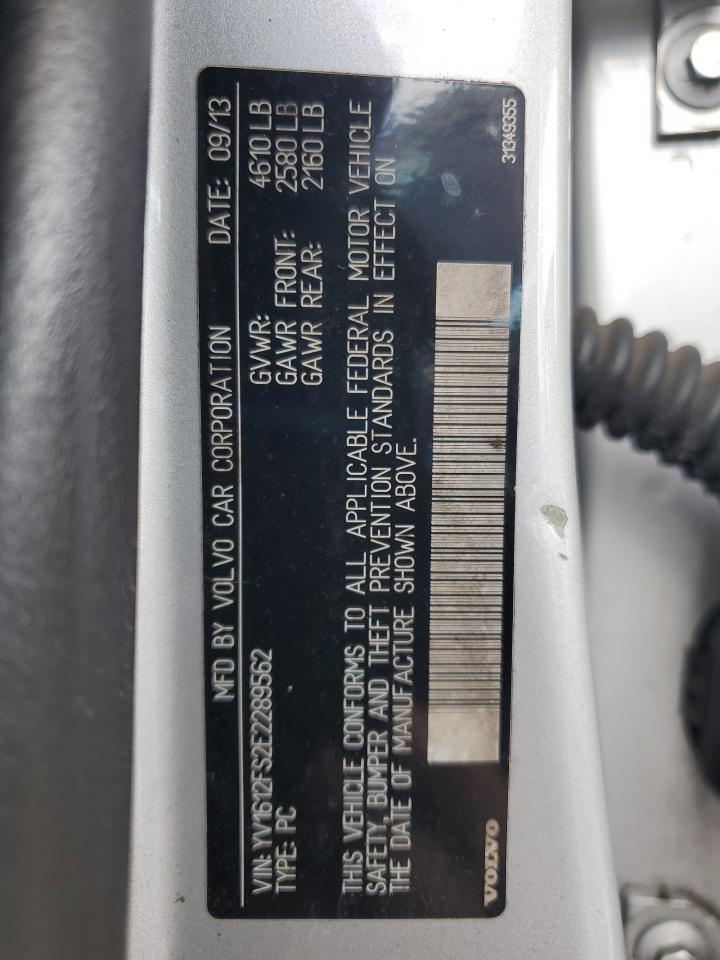 MFD BY VOLVO CAR CORPORATION DATE: 09/13
VIN: YV1612FS2E2289562 GVWR: 4610 LB
TYPE: PC GAWR FRONT: 2580 LB
GAWR REAR: 2160 LB
THIS VEHICLE CONFORMS TO ALL APPLICABLE FEDERAL MOTOR VEHICLE
SAFETY, BUMPER AND THEFT PREVENTION STANDARDS IN EFFECT ON
THE DATE OF MANUFACTURE SHOWN ABOVE.
VOLVO 31349355